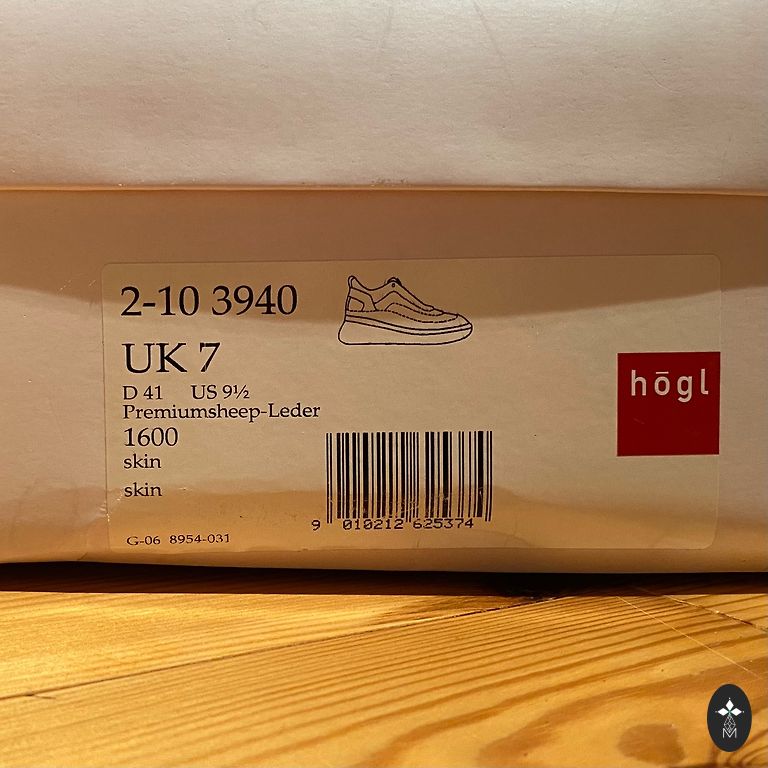 2-10 3940
UK 7
D 41 US 9½
Premiumsheep-Leder
1600
skin
skin
G-06 8954-031
9 010212 625374
högl
M